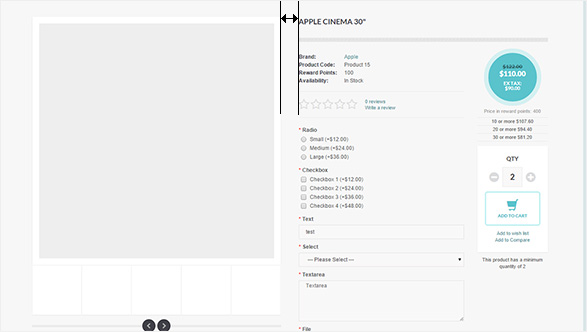 APPLE CINEMA 30"
Brand: Apple
Product Code: Product 15
Reward Points: 100
Availability: In Stock
0 reviews
Write a review
* Radio
Small (+$12.00)
Medium (+$24.00)
Large (+$36.00)
* Checkbox
Checkbox 1 (+$12.00)
Checkbox 2 (+$24.00)
Checkbox 3 (+$36.00)
Checkbox 4 (+$48.00)
* Text
test
* Select
--- Please Select ---
* Textarea
Textarea
* File
$122.00
$110.00
EX TAX:
$90.00
Price in reward points: 400
10 or more $107.60
20 or more $94.40
30 or more $81.20
QTY
2
ADD TO CART
Add to wish list
Add to Compare
This product has a minimum
quantity of 2